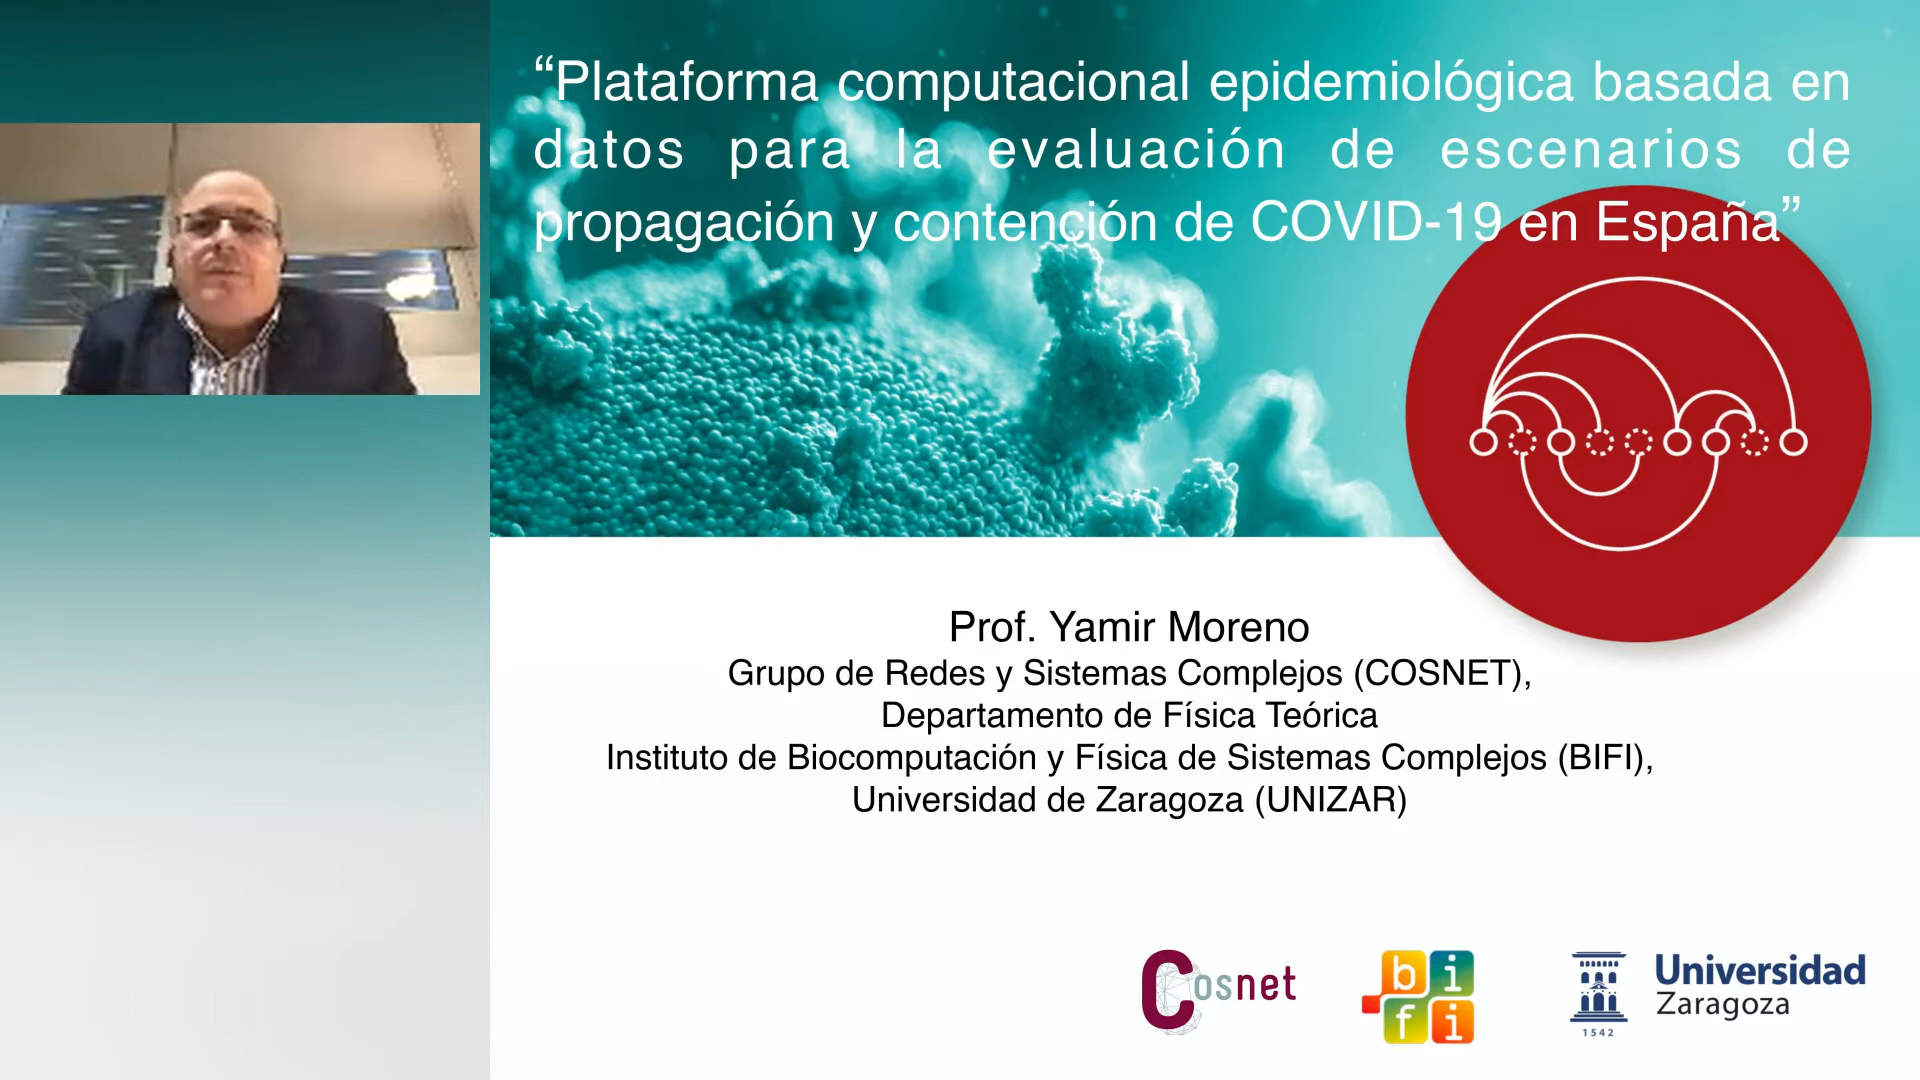 “Plataforma computacional epidemiológica basada en
datos para la evaluación de escenarios de
propagación y contención de COVID-19 en España”
Prof. Yamir Moreno
Grupo de Redes y Sistemas Complejos (COSNET),
Departamento de Física Teórica
Instituto de Biocomputación y Física de Sistemas Complejos (BIFI),
Universidad de Zaragoza (UNIZAR)
Cosnet
bifi
1542
Universidad
Zaragoza